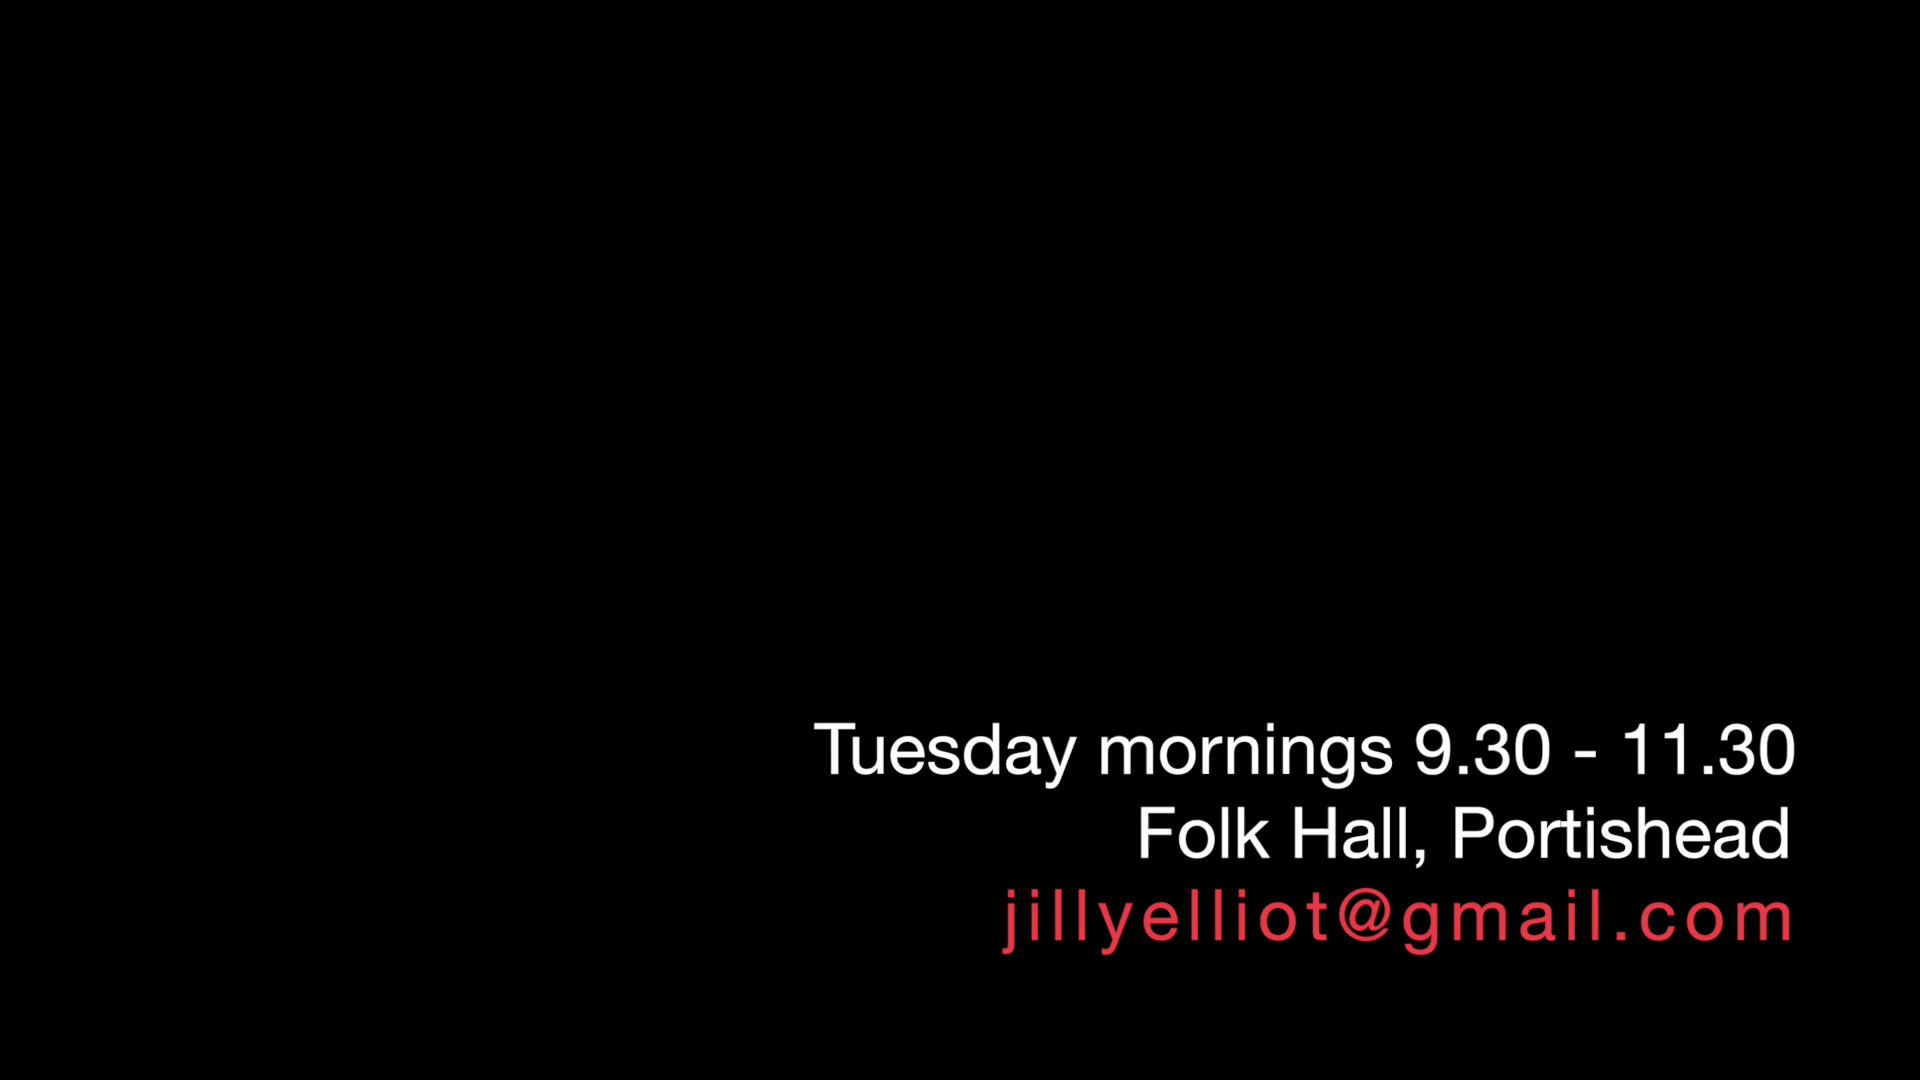 Tuesday mornings 9.30 - 11.30
Folk Hall, Portishead
jillyelliot@gmail.com